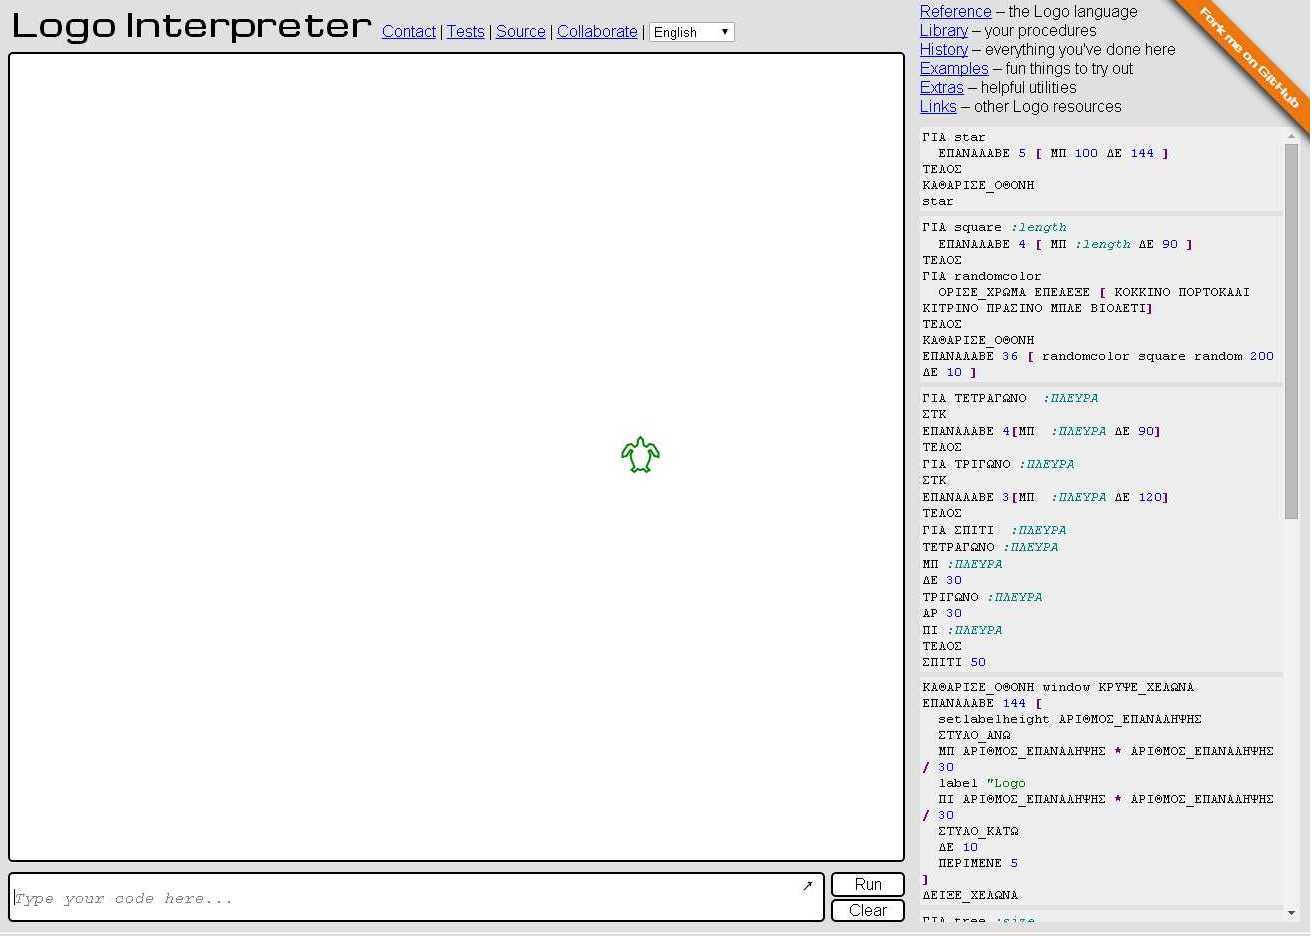 Logo Interpreter
Contact | Tests | Source | Collaborate | English
Type your code here...
Run
Clear
Reference – the Logo language
Library – your procedures
History – everything you've done here
Examples – fun things to try out
Extras – helpful utilities
Links – other Logo resources
Fork me on GitHub
ΓΙΑ star
ΕΠΑΝΑΛΑΒΕ 5 [ ΜΠ 100 ΔΕ 144 ]
ΤΕΛΟΣ
ΚΑΘΑΡΙΣΕ_ΟΘΟΝΗ
star
ΓΙΑ square :length
ΕΠΑΝΑΛΑΒΕ 4 [ ΜΠ :length ΔΕ 90 ]
ΤΕΛΟΣ
ΓΙΑ randomcolor
ΟΡΙΣΕ_ΧΡΩΜΑ ΕΠΕΛΕΞΕ [ ΚΟΚΚΙΝΟ ΠΟΡΤΟΚΑΛΙ
ΚΙΤΡΙΝΟ ΠΡΑΣΙΝΟ ΜΠΛΕ ΒΙΟΛΕΤΙ]
ΤΕΛΟΣ
ΚΑΘΑΡΙΣΕ_ΟΘΟΝΗ
ΕΠΑΝΑΛΑΒΕ 36 [ randomcolor square random 200
ΔΕ 10 ]
ΓΙΑ ΤΕΤΡΑΓΩΝΟ :ΠΛΕΥΡΑ
ΣΤΚ
ΕΠΑΝΑΛΑΒΕ 4[ΜΠ :ΠΛΕΥΡΑ ΔΕ 90]
ΤΕΛΟΣ
ΓΙΑ ΤΡΙΓΩΝΟ :ΠΛΕΥΡΑ
ΣΤΚ
ΕΠΑΝΑΛΑΒΕ 3[ΜΠ :ΠΛΕΥΡΑ ΔΕ 120]
ΤΕΛΟΣ
ΓΙΑ ΣΠΙΤΙ :ΠΛΕΥΡΑ
ΤΕΤΡΑΓΩΝΟ :ΠΛΕΥΡΑ
ΜΠ :ΠΛΕΥΡΑ
ΔΕ 30
ΤΡΙΓΩΝΟ :ΠΛΕΥΡΑ
ΑΡ 30
ΠΙ :ΠΛΕΥΡΑ
ΤΕΛΟΣ
ΣΠΙΤΙ 50
ΚΑΘΑΡΙΣΕ_ΟΘΟΝΗ window ΚΡΥΨΕ_ΧΕΛΩΝΑ
ΕΠΑΝΑΛΑΒΕ 144 [
setlabelheight ΑΡΙΘΜΟΣ_ΕΠΑΝΑΛΗΨΗΣ
ΣΤΥΛΟ_ΑΝΩ
ΜΠ ΑΡΙΘΜΟΣ_ΕΠΑΝΑΛΗΨΗΣ * ΑΡΙΘΜΟΣ_ΕΠΑΝΑΛΗΨΗΣ
/ 30
label "Logo
ΠΙ ΑΡΙΘΜΟΣ_ΕΠΑΝΑΛΗΨΗΣ * ΑΡΙΘΜΟΣ_ΕΠΑΝΑΛΗΨΗΣ
/ 30
ΣΤΥΛΟ_ΚΑΤΩ
ΔΕ 10
ΠΕΡΙΜΕΝΕ 5
]
ΔΕΙΞΕ_ΧΕΛΩΝΑ
ΓΙΑ tree :size